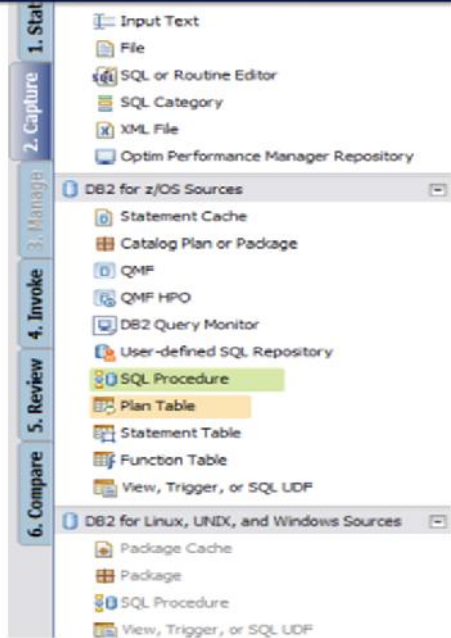 1. Stat
2. Capture
3. Manage
4. Invoke
5. Review
6. Compare
Input Text
File
SQL or Routine Editor
SQL Category
XML File
Optim Performance Manager Repository
DB2 for z/OS Sources
Statement Cache
Catalog Plan or Package
QMF
QMF HPO
DB2 Query Monitor
User-defined SQL Repository
SQL Procedure
Plan Table
Statement Table
Function Table
View, Trigger, or SQL UDF
DB2 for Linux, UNIX, and Windows Sources
Package Cache
Package
SQL Procedure
View, Trigger, or SQL UDF